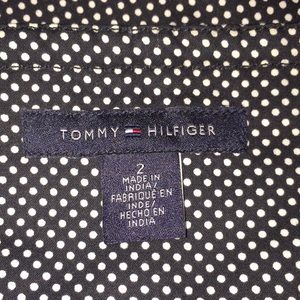 TOMMY HILFIGER
2
MADE IN
INDIA/
FABRIQUÉ EN
INDE/
HECHO EN
INDIA